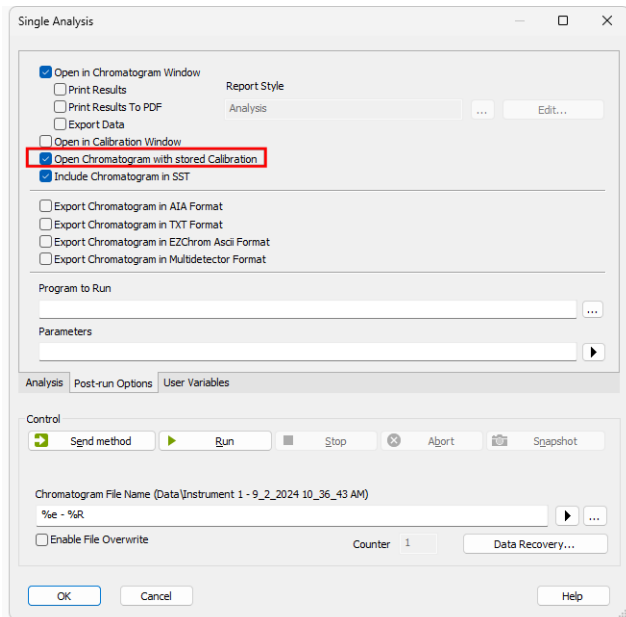 Single Analysis
Open in Chromatogram Window
Print Results
Report Style
Print Results To PDF
Analysis
...
Edit...
Export Data
Open in Calibration Window
Open Chromatogram with stored Calibration
Include Chromatogram in SST
Export Chromatogram in AIA Format
Export Chromatogram in TXT Format
Export Chromatogram in EZChrom Ascii Format
Export Chromatogram in Multidetector Format
Program to Run
...
Parameters
Analysis Post-run Options User Variables
Control
Send method Run Stop Abort Snapshot
Chromatogram File Name (Data\Instrument 1 - 9_2_2024 10_36_43 AM)
%e - %R
...
Enable File Overwrite Counter 1 Data Recovery...
OK Cancel Help